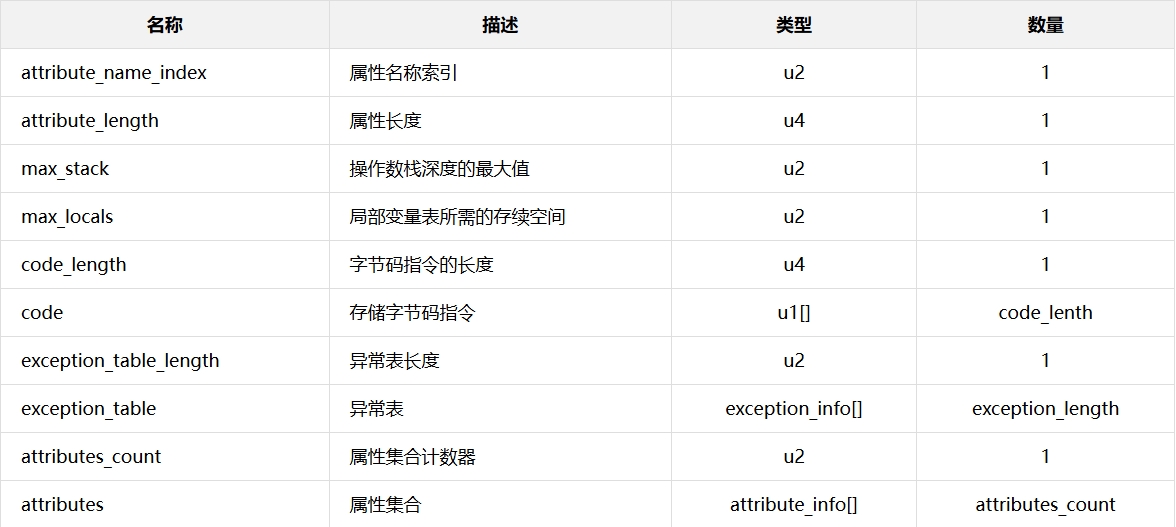 名称 描述 类型 数量
attribute_name_index 属性名称索引 u2 1
attribute_length 属性长度 u4 1
max_stack 操作数栈深度的最大值 u2 1
max_locals 局部变量表所需的存续空间 u2 1
code_length 字节码指令的长度 u4 1
code 存储字节码指令 u1[] code_lenth
exception_table_length 异常表长度 u2 1
exception_table 异常表 exception_info[] exception_length
attributes_count 属性集合计数器 u2 1
attributes 属性集合 attribute_info[] attributes_count